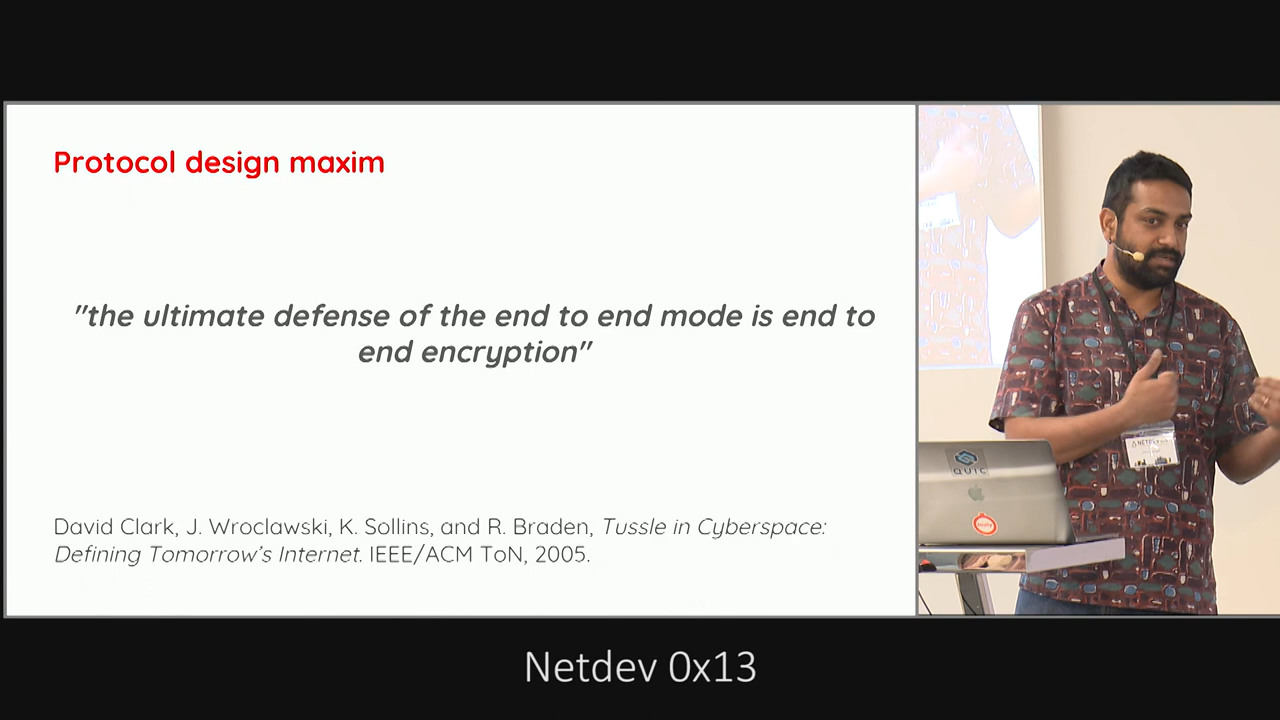 Protocol design maxim
"the ultimate defense of the end to end mode is end to
end encryption"
David Clark, J. Wroclawski, K. Sollins, and R. Braden, Tussle in Cyberspace:
Defining Tomorrow's Internet. IEEE/ACM ToN, 2005.
QUIC
Netdev 0x13